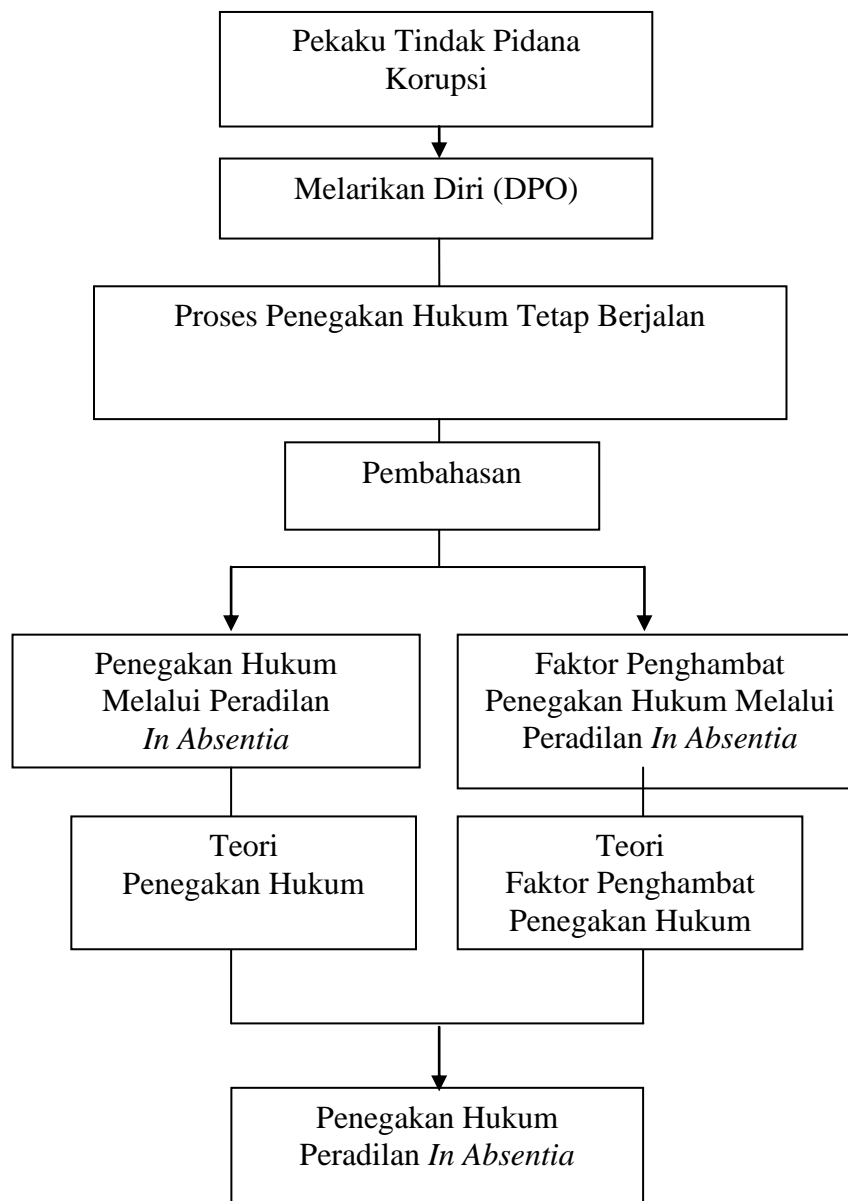 Pekaku Tindak Pidana
Korupsi
Melarikan Diri (DPO)
Proses Penegakan Hukum Tetap Berjalan
Pembahasan
Penegakan Hukum
Melalui Peradilan
In Absentia
Faktor Penghambat
Penegakan Hukum Melalui
Peradilan In Absentia
Teori
Penegakan Hukum
Teori
Faktor Penghambat
Penegakan Hukum
Penegakan Hukum
Peradilan In Absentia